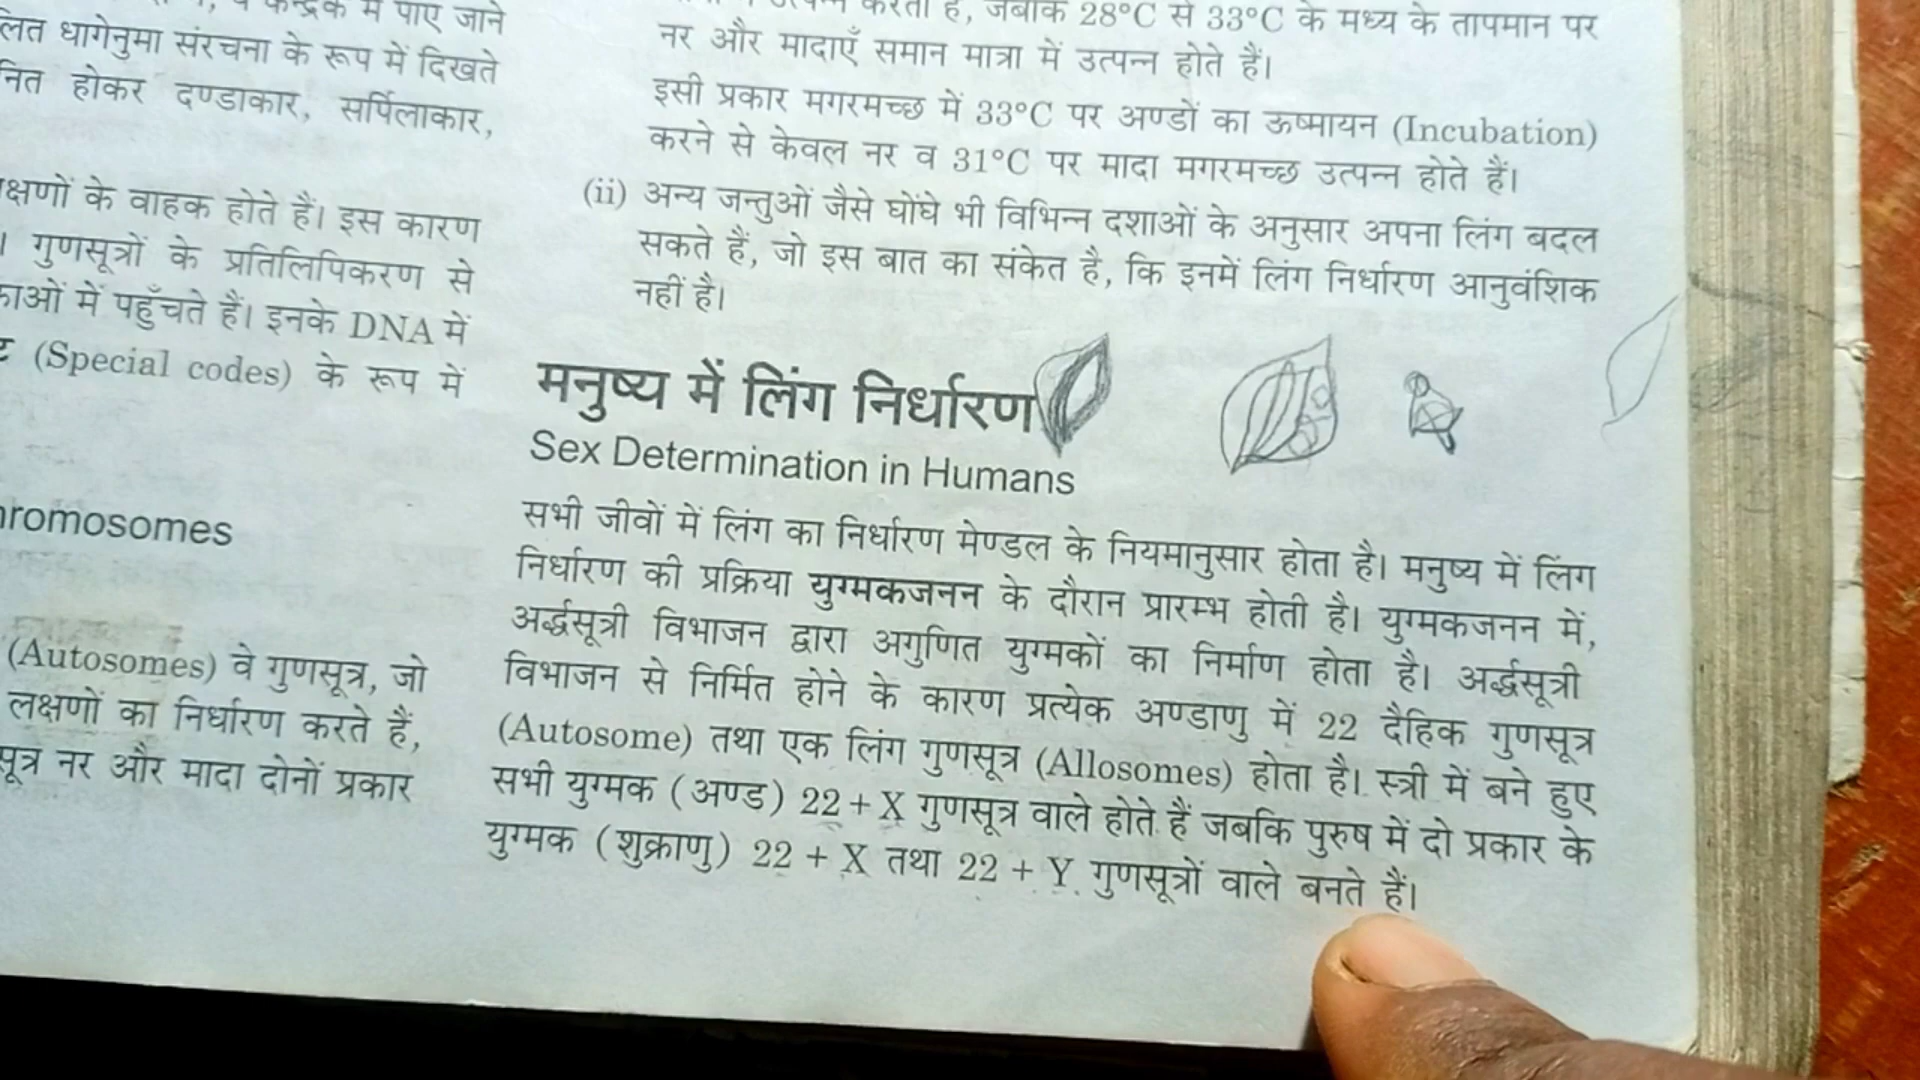 केन्द्रक में पाए जाने
धागेनुमा संरचना के रूप में दिखते
होकर दण्डाकार, सर्पिलाकार,
के वाहक होते हैं। इस कारण
। गुणसूत्रों के प्रतिलिपिकरण से
में पहुँचते हैं। इनके DNA में
(Special codes) के रूप में
(Autosomes) वे गुणसूत्र, जो
लक्षणों का निर्धारण करते हैं,
नर और मादा दोनों प्रकार
करता है, जबकि 28°C से 33°C के मध्य के तापमान पर
नर और मादाएँ समान मात्रा में उत्पन्न होते हैं।
इसी प्रकार मगरमच्छ में 33°C पर अण्डों का ऊष्मायन (Incubation)
करने से केवल नर व 31°C पर मादा मगरमच्छ उत्पन्न होते हैं।
(ii) अन्य जन्तुओं जैसे घोंघे भी विभिन्न दशाओं के अनुसार अपना लिंग बदल
सकते हैं, जो इस बात का संकेत है, कि इनमें लिंग निर्धारण आनुवंशिक
नहीं है।
मनुष्य में लिंग निर्धारण
Sex Determination in Humans
सभी जीवों में लिंग का निर्धारण मेण्डल के नियमानुसार होता है। मनुष्य में लिंग
निर्धारण की प्रक्रिया युग्मकजनन के दौरान प्रारम्भ होती है। युग्मकजनन में,
अर्द्धसूत्री विभाजन द्वारा अगुणित युग्मकों का निर्माण होता है। अर्द्धसूत्री
विभाजन से निर्मित होने के कारण प्रत्येक अण्डाणु में 22 दैहिक गुणसूत्र
(Autosome) तथा एक लिंग गुणसूत्र (Allosomes) होता है। स्त्री में बने हुए
सभी युग्मक (अण्ड) 22 + X गुणसूत्र वाले होते हैं जबकि पुरुष में दो प्रकार के
युग्मक (शुक्राणु) 22 + X तथा 22 + Y गुणसूत्रों वाले बनते हैं।